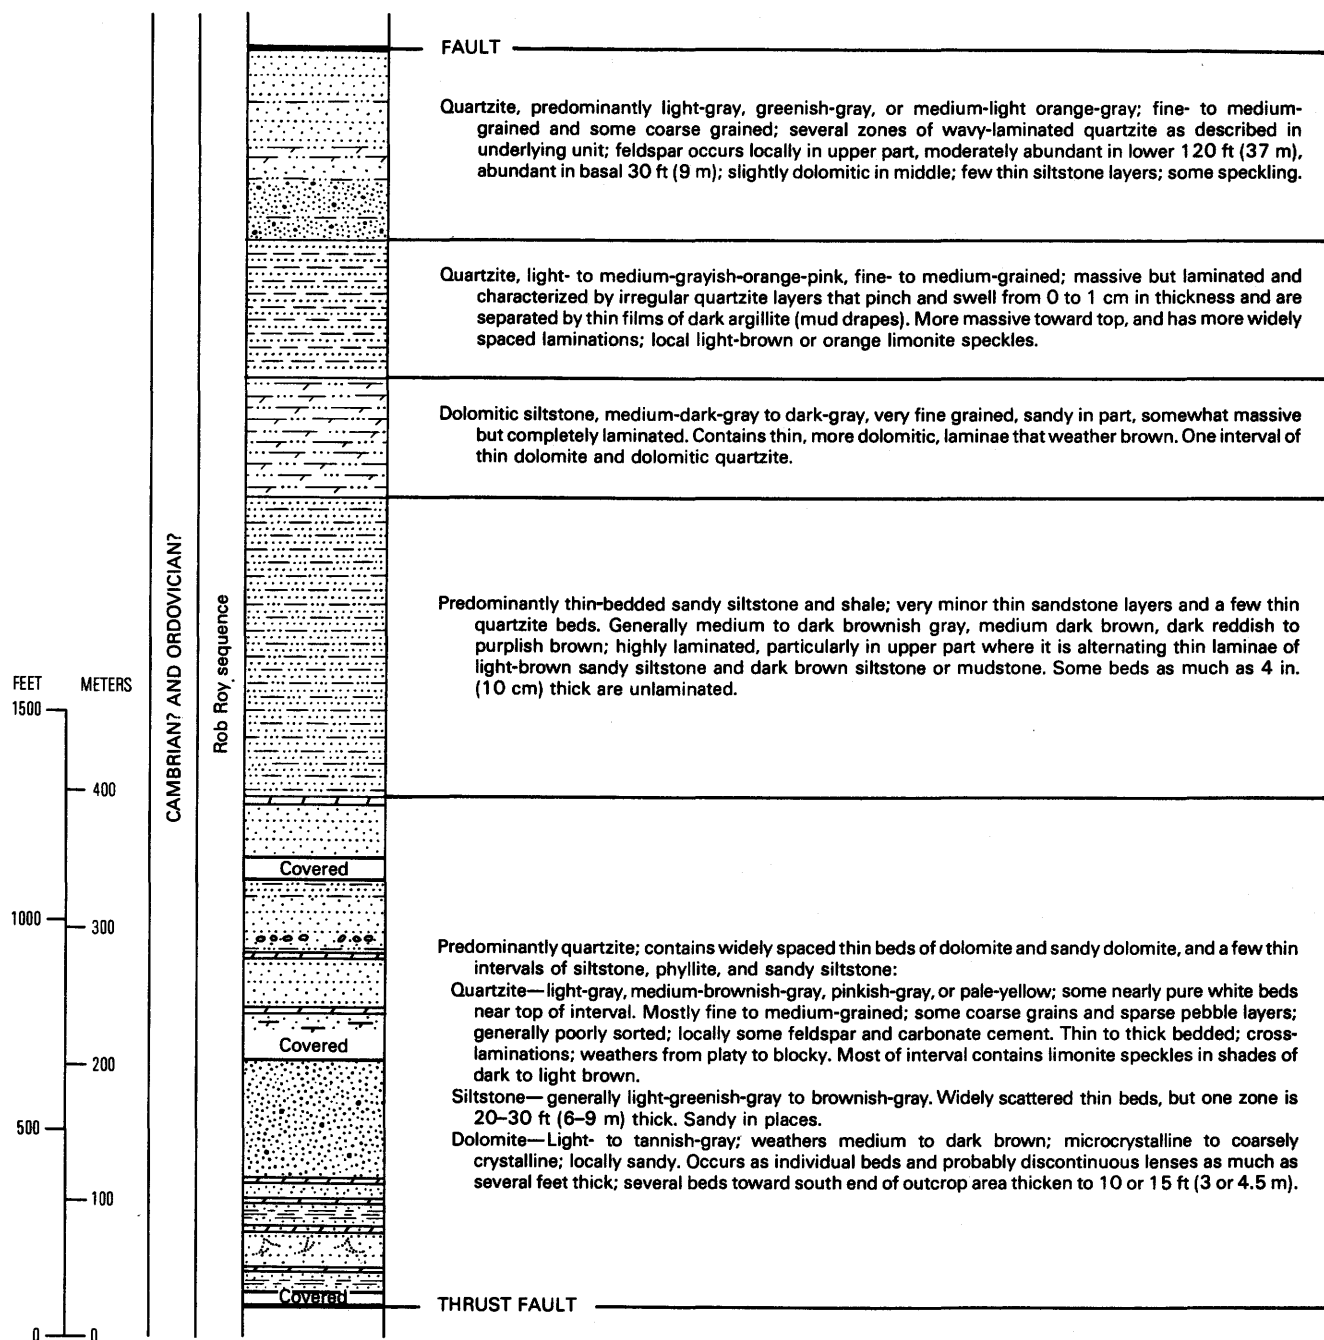 FAULT
Quartzite, predominantly light-gray, greenish-gray, or medium-light orange-gray; fine- to medium-
grained and some coarse grained; several zones of wavy-laminated quartzite as described in
underlying unit; feldspar occurs locally in upper part, moderately abundant in lower 120 ft (37 m),
abundant in basal 30 ft (9 m); slightly dolomitic in middle; few thin siltstone layers; some speckling.
Quartzite, light- to medium-grayish-orange-pink, fine- to medium-grained; massive but laminated and
characterized by irregular quartzite layers that pinch and swell from 0 to 1 cm in thickness and are
separated by thin films of dark argillite (mud drapes). More massive toward top, and has more widely
spaced laminations; local light-brown or orange limonite speckles.
Dolomitic siltstone, medium-dark-gray to dark-gray, very fine grained, sandy in part, somewhat massive
but completely laminated. Contains thin, more dolomitic, laminae that weather brown. One interval of
thin dolomite and dolomitic quartzite.
CAMBRIAN? AND ORDOVICIAN?
Rob Roy sequence
Predominantly thin-bedded sandy siltstone and shale; very minor thin sandstone layers and a few thin
quartzite beds. Generally medium to dark brownish gray, medium dark brown, dark reddish to
purplish brown; highly laminated, particularly in upper part where it is alternating thin laminae of
light-brown sandy siltstone and dark brown siltstone or mudstone. Some beds as much as 4 in.
(10 cm) thick are unlaminated.
FEET METERS
1500
400
Covered
1000
300
Predominantly quartzite; contains widely spaced thin beds of dolomite and sandy dolomite, and a few thin
intervals of siltstone, phyllite, and sandy siltstone:
Quartzite—light-gray, medium-brownish-gray, pinkish-gray, or pale-yellow; some nearly pure white beds
near top of interval. Mostly fine to medium-grained; some coarse grains and sparse pebble layers;
generally poorly sorted; locally some feldspar and carbonate cement. Thin to thick bedded; cross-
laminations; weathers from platy to blocky. Most of interval contains limonite speckles in shades of
dark to light brown.
Covered
200
Siltstone—generally light-greenish-gray to brownish-gray. Widely scattered thin beds, but one zone is
20–30 ft (6–9 m) thick. Sandy in places.
500
Dolomite—Light- to tannish-gray; weathers medium to dark brown; microcrystalline to coarsely
crystalline; locally sandy. Occurs as individual beds and probably discontinuous lenses as much as
several feet thick; several beds toward south end of outcrop area thicken to 10 or 15 ft (3 or 4.5 m).
100
Covered
THRUST FAULT
0 0